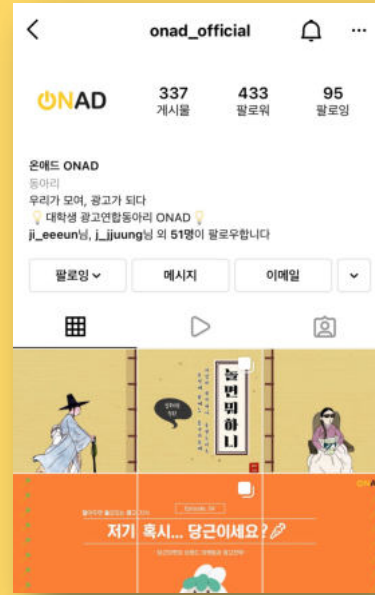 onad_official
ONAD
337
433
95
게시물
팔로워
팔로잉
온애드 ONAD
동아리
우리가 모여, 광고가 되다
대학생 광고연합동아리 ONAD
ji_eeeun님, j_jjuung님 외 51명이 팔로우합니다
팔로잉
메시지
이메일
놀면뭐하니
Episode. 04
저기 혹시... 당근이세요?